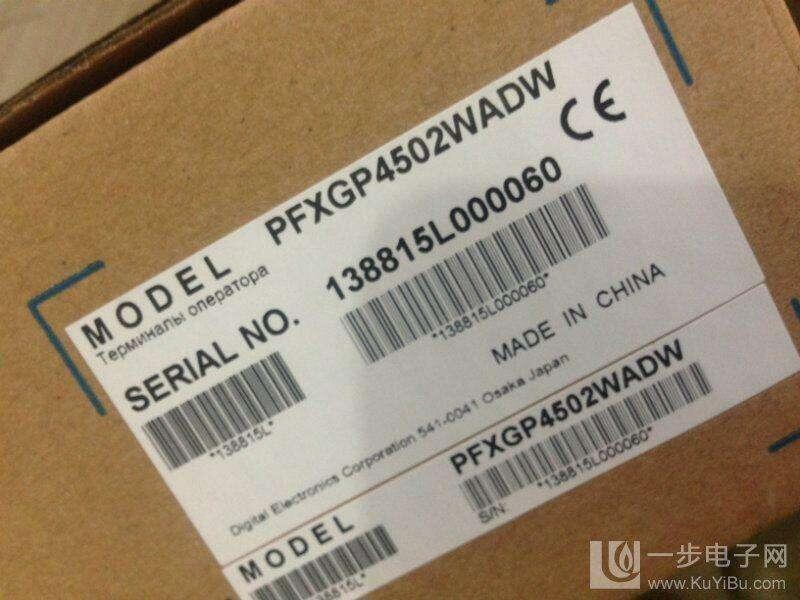 MODEL PFXGP4502WADW
Терминалы оператора
CE
SERIAL NO. 138815L000060
*138815L* *138815L000060*
MADE IN CHINA
Digital Electronics Corporation 541-0041 Osaka Japan
MODEL PFXGP4502WADW
*138815L*
S/N *138815L000060*
一步电子网
www.KuYiBu.com